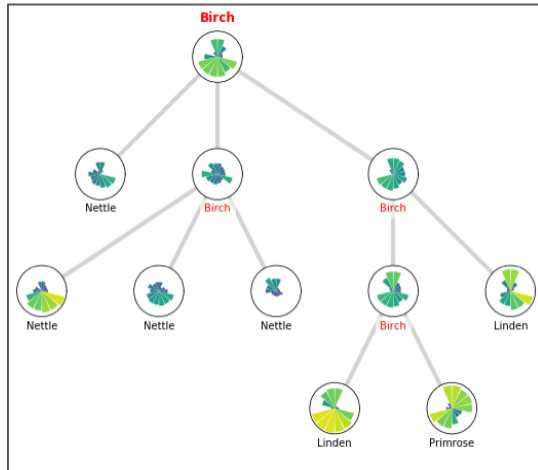 Birch
Nettle
Birch
Birch
Nettle
Nettle
Nettle
Birch
Linden
Linden
Primrose